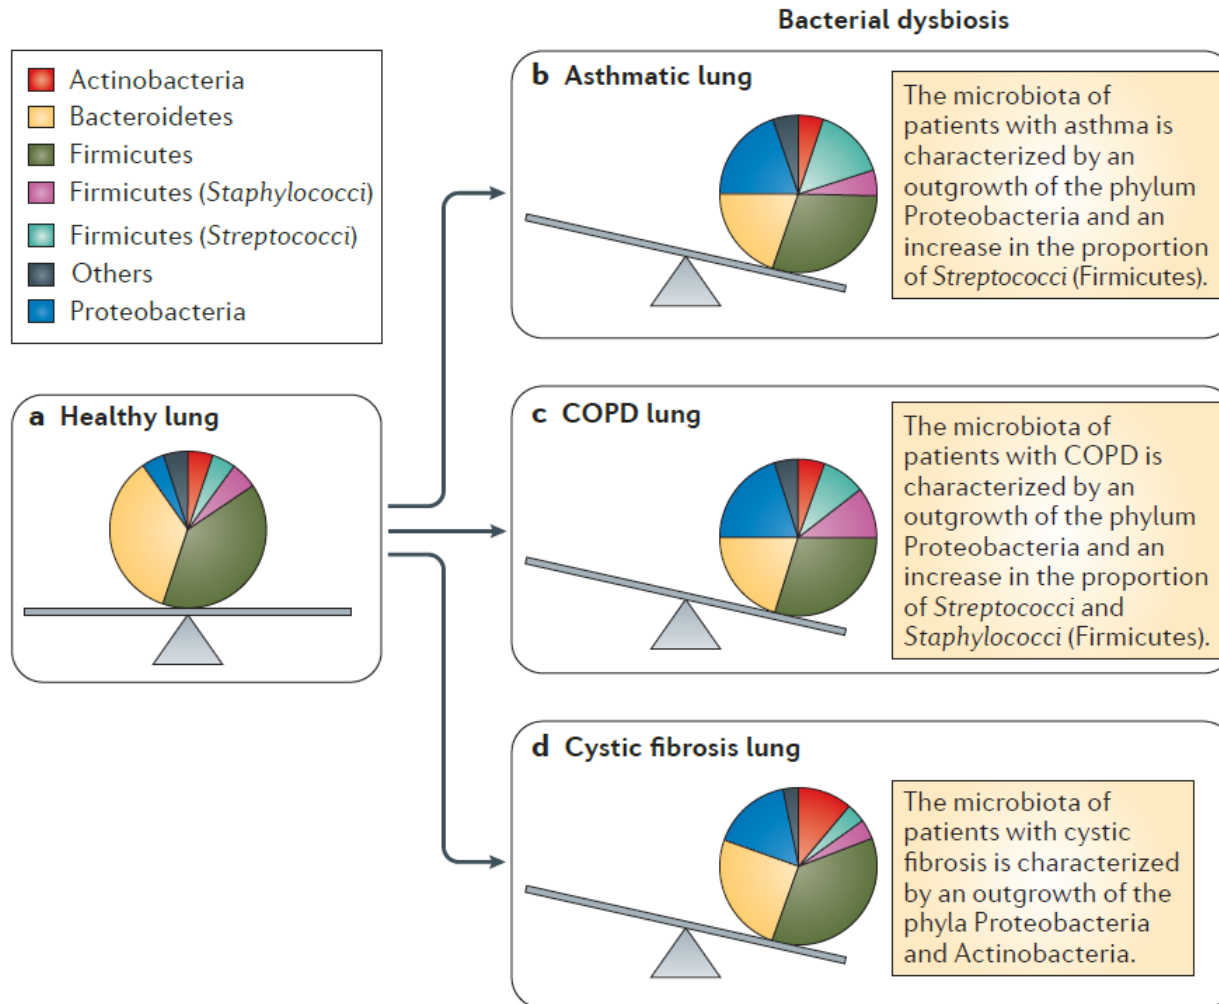 Bacterial dysbiosis
Actinobacteria
Bacteroidetes
Firmicutes
Firmicutes (Staphylococci)
Firmicutes (Streptococci)
Others
Proteobacteria
a Healthy lung
b Asthmatic lung
The microbiota of
patients with asthma is
characterized by an
outgrowth of the phylum
Proteobacteria and an
increase in the proportion
of Streptococci (Firmicutes).
c COPD lung
The microbiota of
patients with COPD is
characterized by an
outgrowth of the phylum
Proteobacteria and an
increase in the proportion
of Streptococci and
Staphylococci (Firmicutes).
d Cystic fibrosis lung
The microbiota of
patients with cystic
fibrosis is characterized
by an outgrowth of the
phyla Proteobacteria
and Actinobacteria.